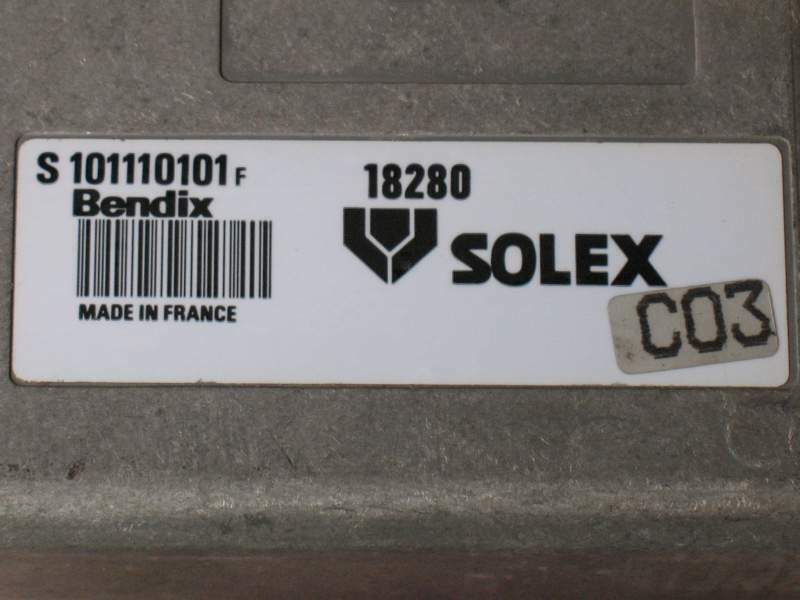 S 101110101 F
Bendix
MADE IN FRANCE
18280
SOLEX
C03